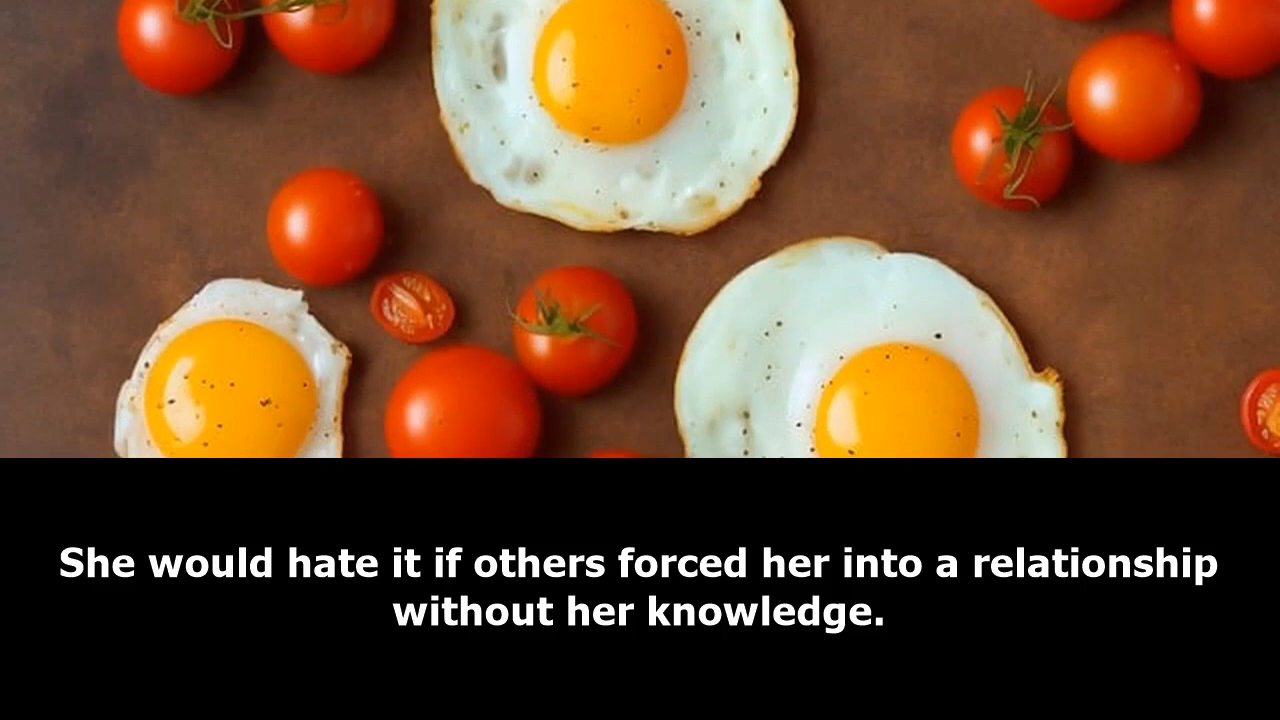 She would hate it if others forced her into a relationship
without her knowledge.